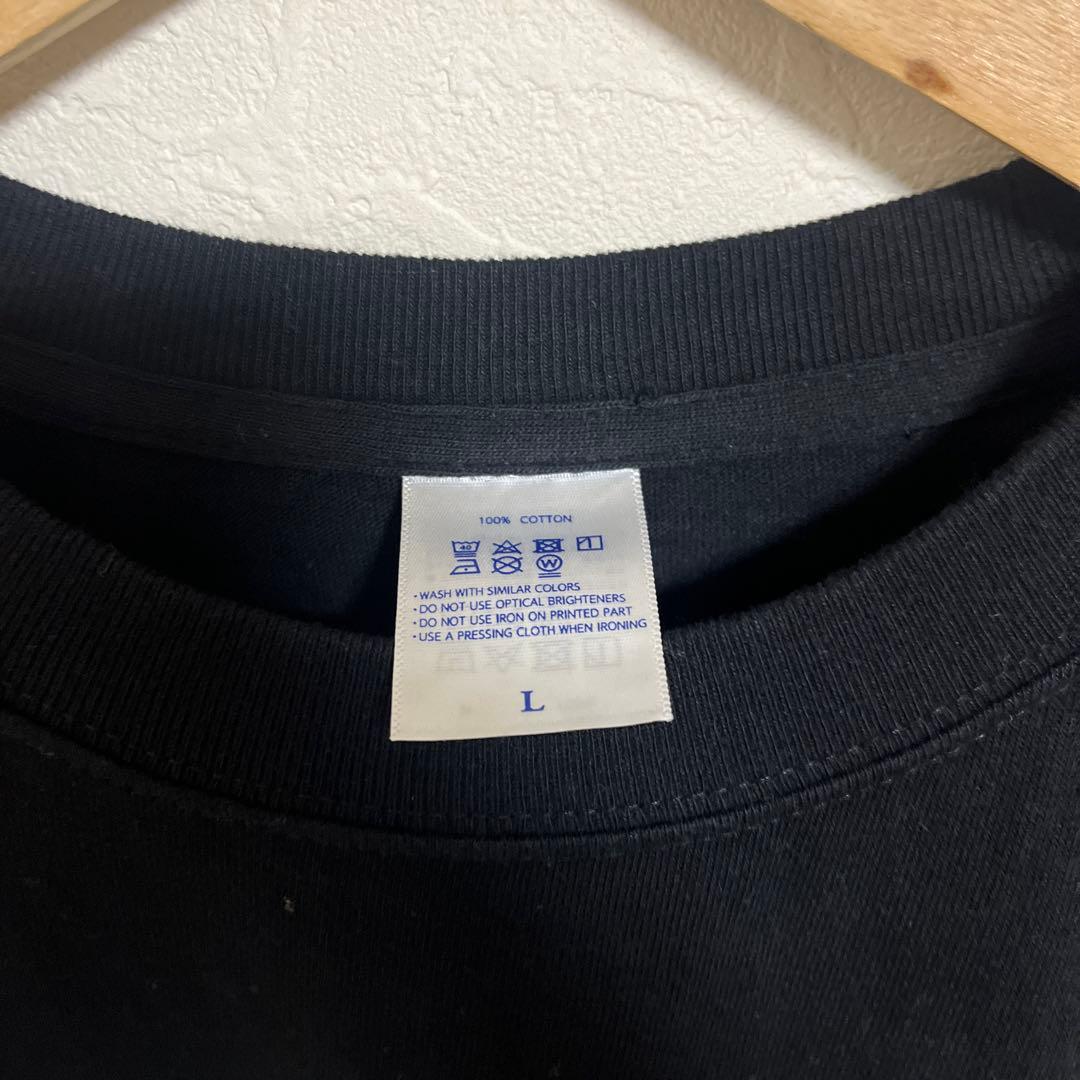 100% COTTON
40
W
• WASH WITH SIMILAR COLORS
• DO NOT USE OPTICAL BRIGHTENERS
• DO NOT USE IRON ON PRINTED PART
• USE A PRESSING CLOTH WHEN IRONING
L